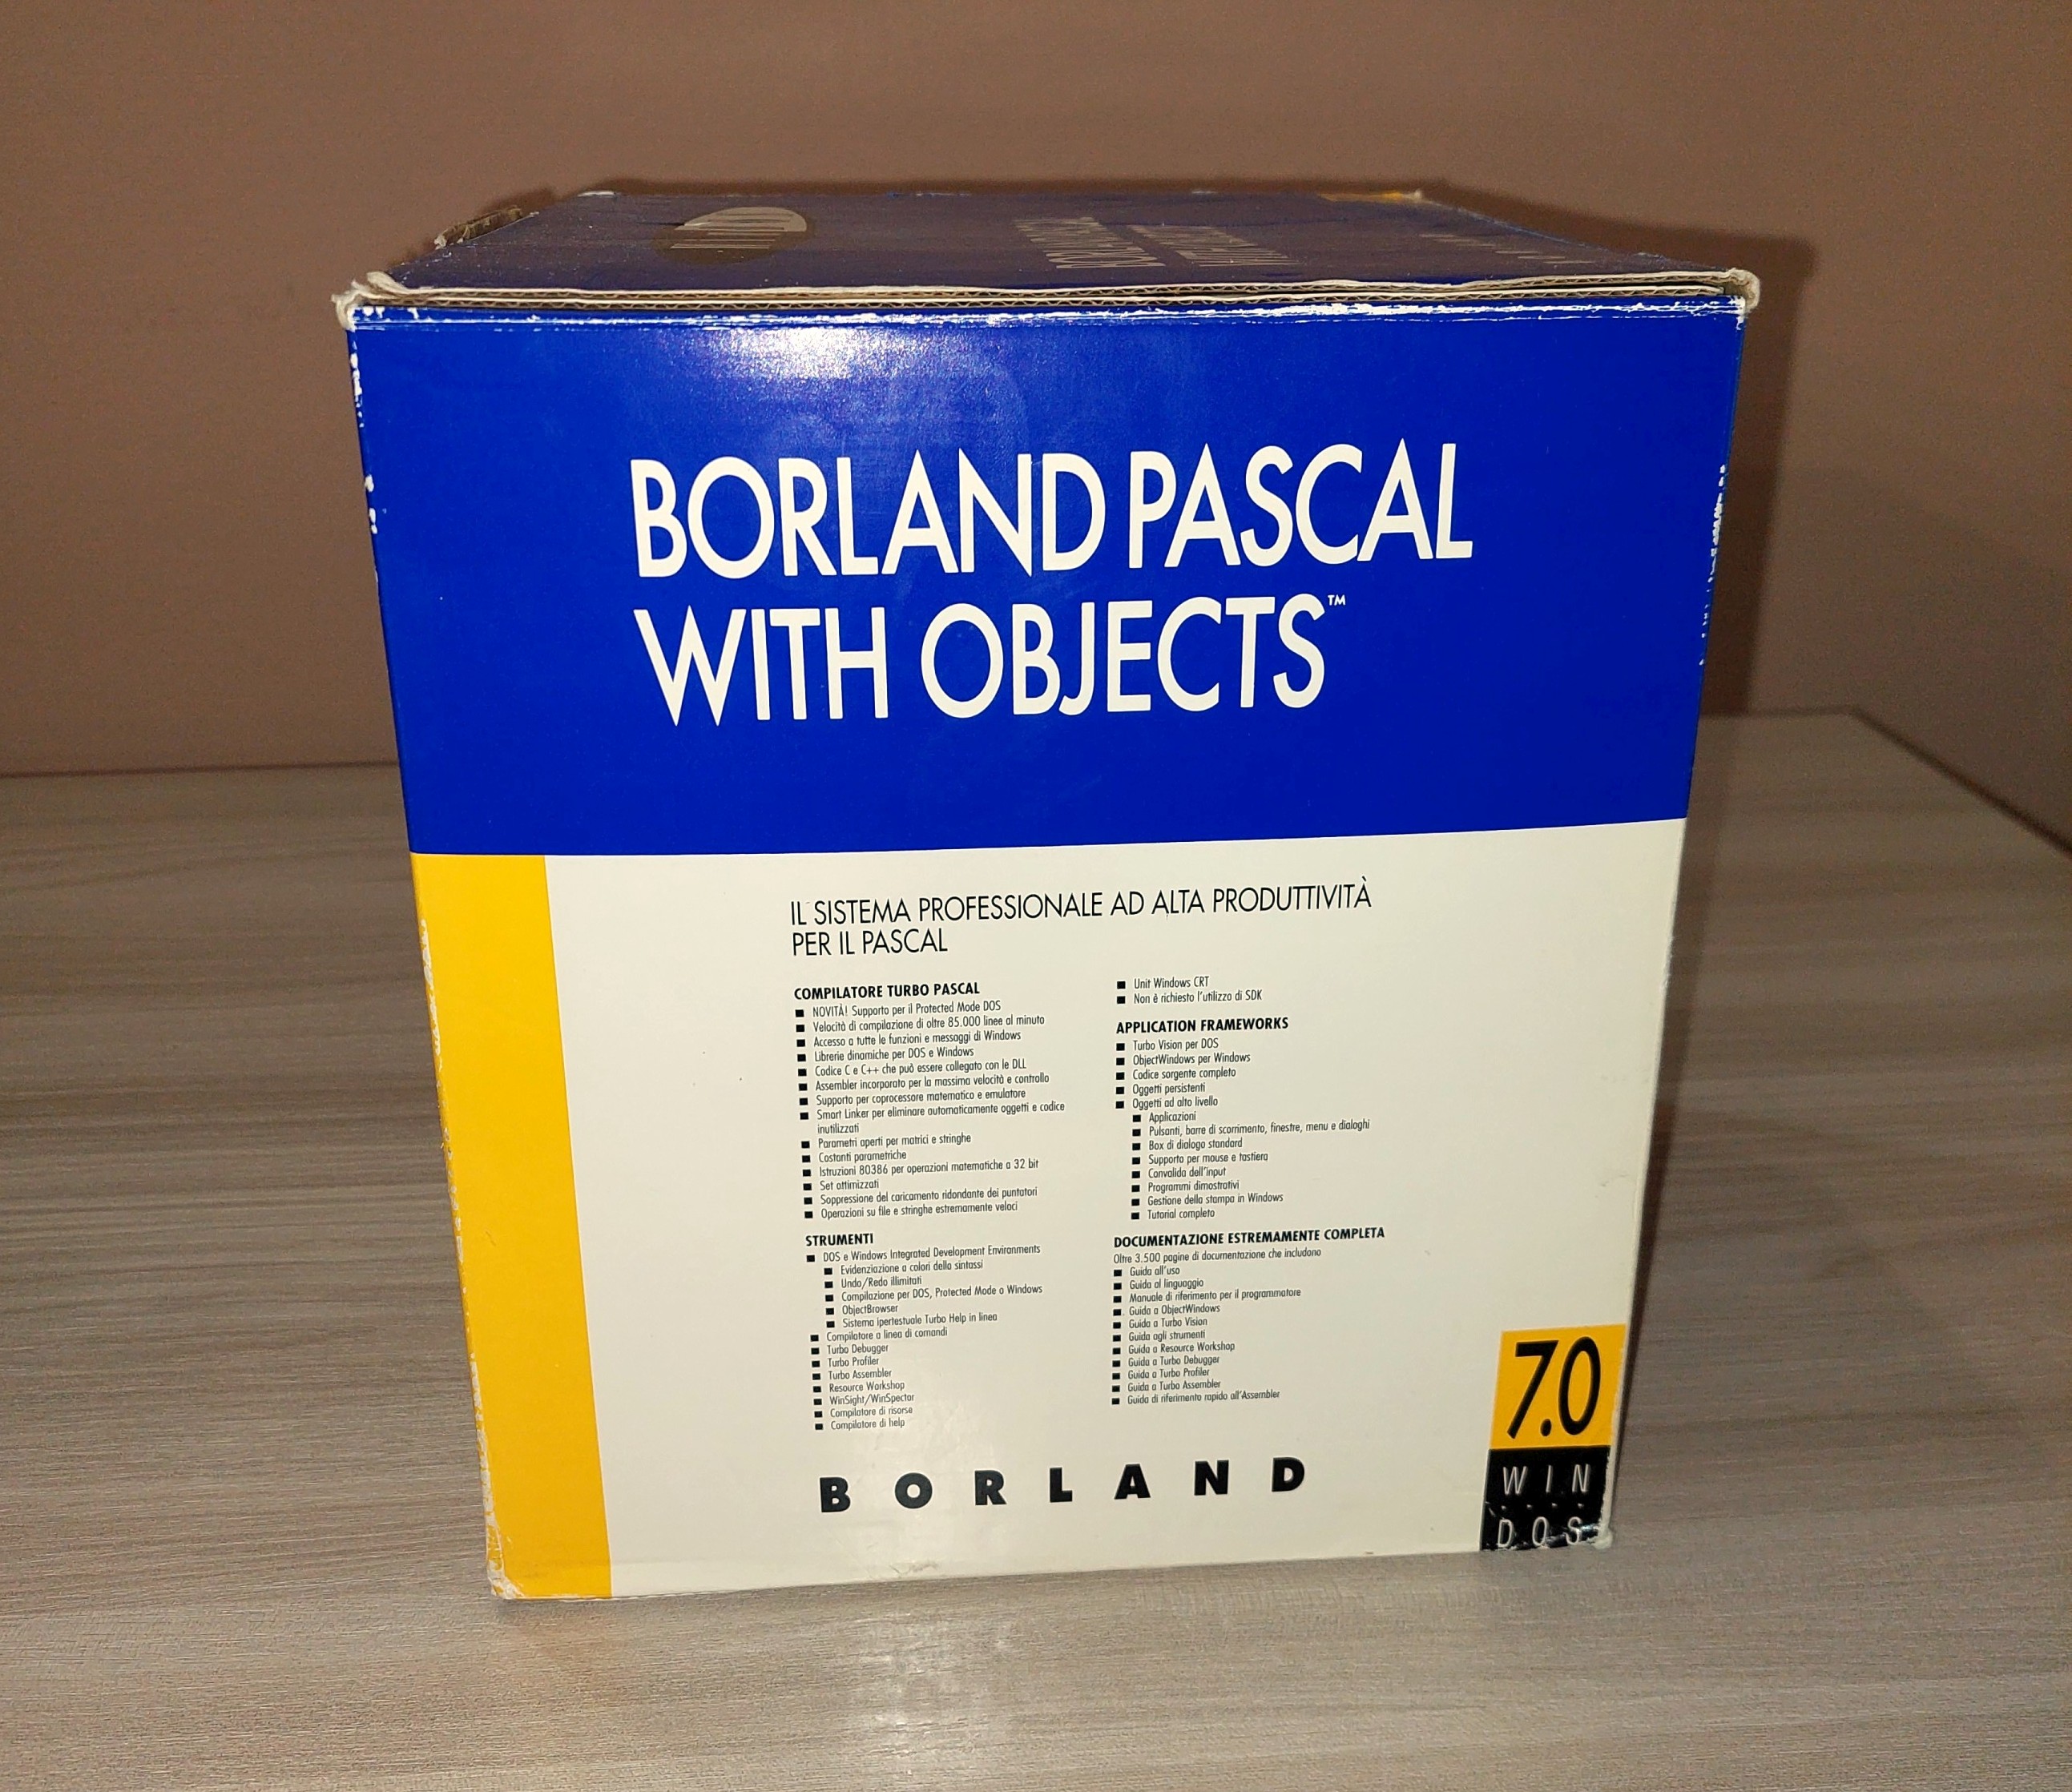 BORLAND PASCAL
WITH OBJECTS™
IL SISTEMA PROFESSIONALE AD ALTA PRODUTTIVITÀ
PER IL PASCAL
COMPILATORE TURBO PASCAL
■ NOVITÀ! Supporto per il Protected Mode DOS
■ Velocità di compilazione di oltre 85.000 linee al minuto
■ Accesso a tutte le funzioni e messaggi di Windows
■ Librerie dinamiche per DOS e Windows
■ Codice C e C++ che può essere collegato con le DLL
■ Assembler incorporato per la massima velocità e controllo
■ Supporto per coprocessore matematico e emulatore
■ Smart Linker per eliminare automaticamente oggetti e codice
inutilizzati
■ Parametri aperti per matrici e stringhe
■ Costanti parametriche
■ Istruzioni 80386 per operazioni matematiche a 32 bit
■ Set ottimizzati
■ Soppressione del caricamento ridondante dei puntatori
■ Operazioni su file e stringhe estremamente veloci
STRUMENTI
■ DOS e Windows Integrated Development Environments
■ Evidenziazione a colori della sintassi
■ Undo/Redo illimitati
■ Compilazione per DOS, Protected Mode o Windows
■ ObjectBrowser
■ Sistema ipertestuale Turbo Help in linea
■ Compilatore a linea di comandi
■ Turbo Debugger
■ Turbo Profiler
■ Turbo Assembler
■ Resource Workshop
■ WinSight/WinSpector
■ Compilatore di risorse
■ Compilatore di help
■ Unit Windows CRT
■ Non è richiesto l'utilizzo di SDK
APPLICATION FRAMEWORKS
■ Turbo Vision per DOS
■ ObjectWindows per Windows
■ Codice sorgente completo
■ Oggetti persistenti
■ Oggetti ad alto livello
■ Applicazioni
■ Pulsanti, barre di scorrimento, finestre, menu e dialoghi
■ Box di dialogo standard
■ Supporto per mouse e tastiera
■ Convalida dell'input
■ Programmi dimostrativi
■ Gestione della stampa in Windows
■ Tutorial completo
DOCUMENTAZIONE ESTREMAMENTE COMPLETA
Oltre 3.500 pagine di documentazione che includono
■ Guida all'uso
■ Guida al linguaggio
■ Manuale di riferimento per il programmatore
■ Guida a ObjectWindows
■ Guida a Turbo Vision
■ Guida agli strumenti
■ Guida a Resource Workshop
■ Guida a Turbo Debugger
■ Guida a Turbo Profiler
■ Guida a Turbo Assembler
■ Guida di riferimento rapido all'Assembler
BORLAND
7.0
WIN
DOS